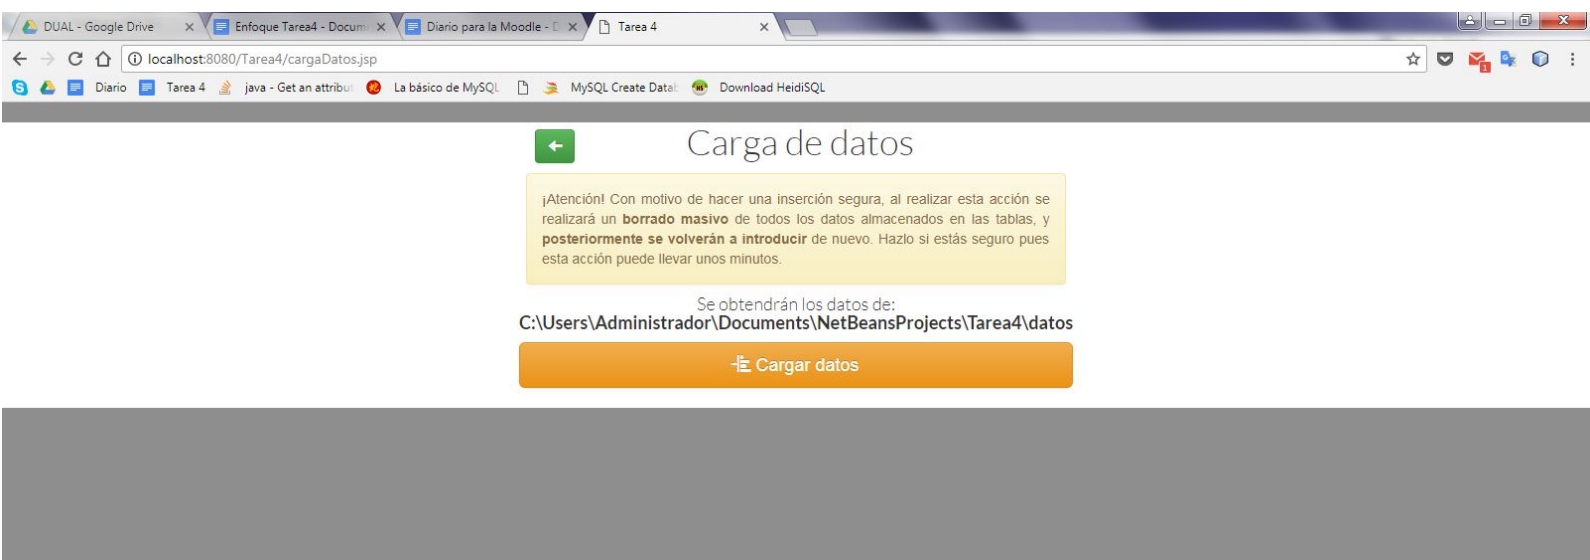 DUAL - Google Drive
Enfoque Tarea4 - Docum
Diario para la Moodle - D
Tarea 4
localhost:8080/Tarea4/cargaDatos.jsp
Diario
Tarea 4
java - Get an attribut
La básico de MySQL
MySQL Create Datab
Download HeidiSQL
1
Carga de datos
¡Atención! Con motivo de hacer una inserción segura, al realizar esta acción se
realizará un borrado masivo de todos los datos almacenados en las tablas, y
posteriormente se volverán a introducir de nuevo. Hazlo si estás seguro pues
esta acción puede llevar unos minutos.
Se obtendrán los datos de:
C:\Users\Administrador\Documents\NetBeansProjects\Tarea4\datos
Cargar datos